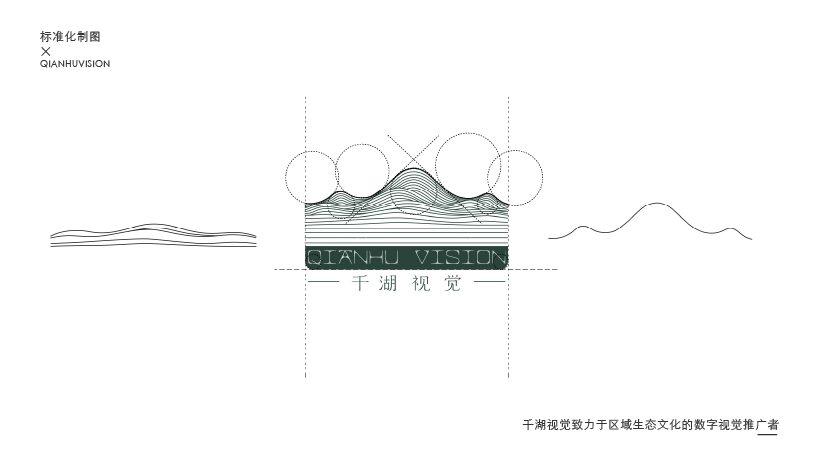 标准化制图
×
QIANHUVISION
QIANHU VISION
千湖视觉
千湖视觉致力于区域生态文化的数字视觉推广者